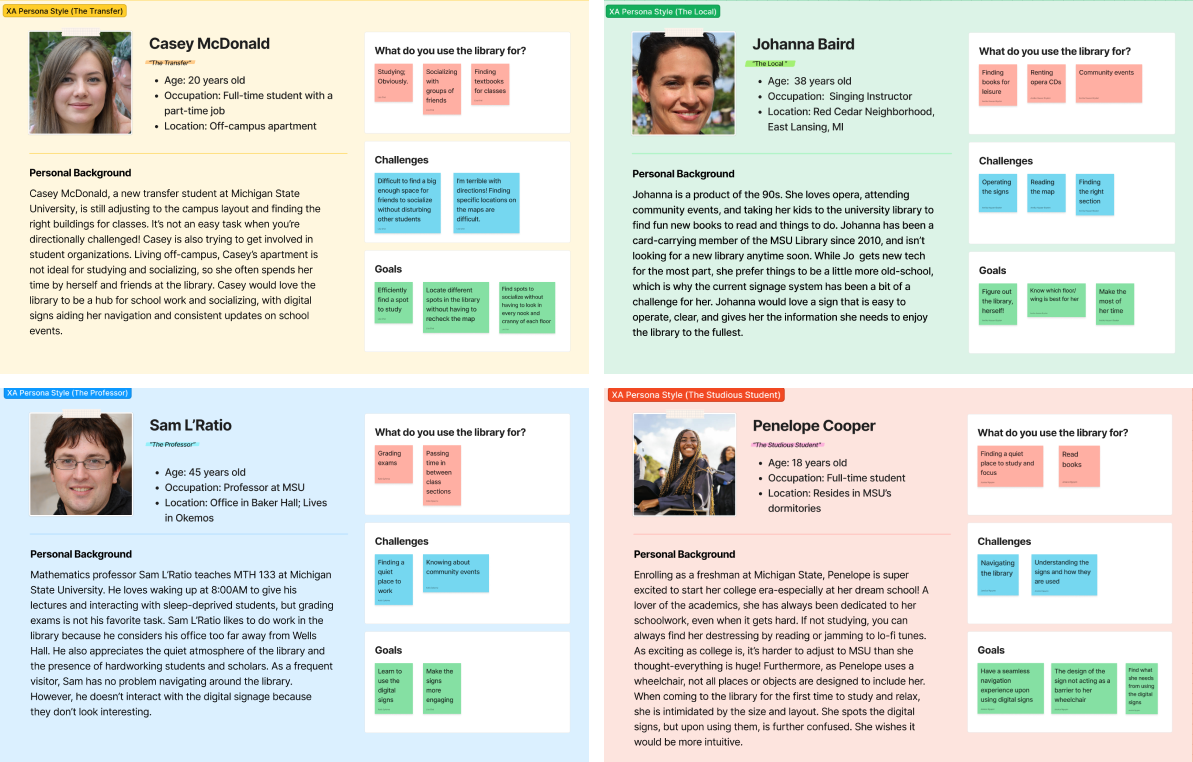 XA Persona Style (The Transfer)
Casey McDonald
"The Transfer"
Age: 20 years old
Occupation: Full-time student with a
part-time job
Location: Off-campus apartment
Personal Background
Casey McDonald, a new transfer student at Michigan State
University, is still adjusting to the campus layout and finding the
right buildings for classes. It's not an easy task when you're
directionally challenged! Casey is also trying to get involved in
student organizations. Living off-campus, Casey's apartment is
not ideal for studying and socializing, so she often spends her
time by herself and friends at the library. Casey would love the
library to be a hub for school work and socializing, with digital
signs aiding her navigation and consistent updates on school
events.
What do you use the library for?
Studying;
Obviously.
Socializing
with
groups of
friends
Finding
textbooks
for classes
Challenges
Difficult to find a big
enough space for
friends to socialize
without disturbing
other students
I'm terrible with
directions! Finding
specific locations on
the maps are
difficult.
Goals
Efficiently
find a spot
to study
Locate different
spots in the library
without having to
recheck the map
Find spots to
socialize without
having to look in
every nook and
cranny of each floor
XA Persona Style (The Local)
Johanna Baird
"The Local "
Age:  38 years old
Occupation:  Singing Instructor
Location: Red Cedar Neighborhood,
East Lansing, MI
Personal Background
Johanna is a product of the 90s. She loves opera, attending
community events, and taking her kids to the university library to
find fun new books to read and things to do. Johanna has been a
card-carrying member of the MSU Library since 2010, and isn't
looking for a new library anytime soon. While Jo  gets new tech
for the most part, she prefer things to be a little more old-school,
which is why the current signage system has been a bit of a
challenge for her. Johanna would love a sign that is easy to
operate, clear, and gives her the information she needs to enjoy
the library to the fullest.
What do you use the library for?
Finding
books for
leisure
Renting
opera CDs
Community events
Challenges
Operating
the signs
Reading
the map
Finding
the right
section
Goals
Figure out
the library,
herself!
Know which floor/
wing is best for her
Make the
most of
her time
XA Persona Style (The Professor)
Sam L'Ratio
"The Professor"
Age: 45 years old
Occupation: Professor at MSU
Location: Office in Baker Hall; Lives
in Okemos
Personal Background
Mathematics professor Sam L'Ratio teaches MTH 133 at Michigan
State University. He loves waking up at 8:00AM to give his
lectures and interacting with sleep-deprived students, but grading
exams is not his favorite task. Sam L'Ratio likes to do work in the
library because he considers his office too far away from Wells
Hall. He also appreciates the quiet atmosphere of the library and
the presence of hardworking students and scholars. As a frequent
visitor, Sam has no problem navigating around the library.
However, he doesn't interact with the digital signage because
they don't look interesting.
What do you use the library for?
Grading
exams
Passing
time in
between
class
sections
Challenges
Finding a
quiet
place to
work
Knowing about
community events
Goals
Learn to
use the
digital
signs
Make the
signs
more
engaging
XA Persona Style (The Studious Student)
Penelope Cooper
"The Studious Student"
Age: 18 years old
Occupation: Full-time student
Location: Resides in MSU's
dormitories
Personal Background
Enrolling as a freshman at Michigan State, Penelope is super
excited to start her college era-especially at her dream school! A
lover of the academics, she has always been dedicated to her
schoolwork, even when it gets hard. If not studying, you can
always find her destressing by reading or jamming to lo-fi tunes.
As exciting as college is, it's harder to adjust to MSU than she
thought-everything is huge! Furthermore, as Penelope uses a
wheelchair, not all places or objects are designed to include her.
When coming to the library for the first time to study and relax,
she is intimidated by the size and layout. She spots the digital
signs, but upon using them, is further confused. She wishes it
would be more intuitive.
What do you use the library for?
Finding a quiet
place to study and
focus
Read
books
Challenges
Navigating
the library
Understanding the
signs and how they
are used
Goals
Have a seamless
navigation
experience upon
using digital signs
The design of the
sign not acting as a
barrier to her
wheelchair
Find what
she needs
from using
the digital
signs